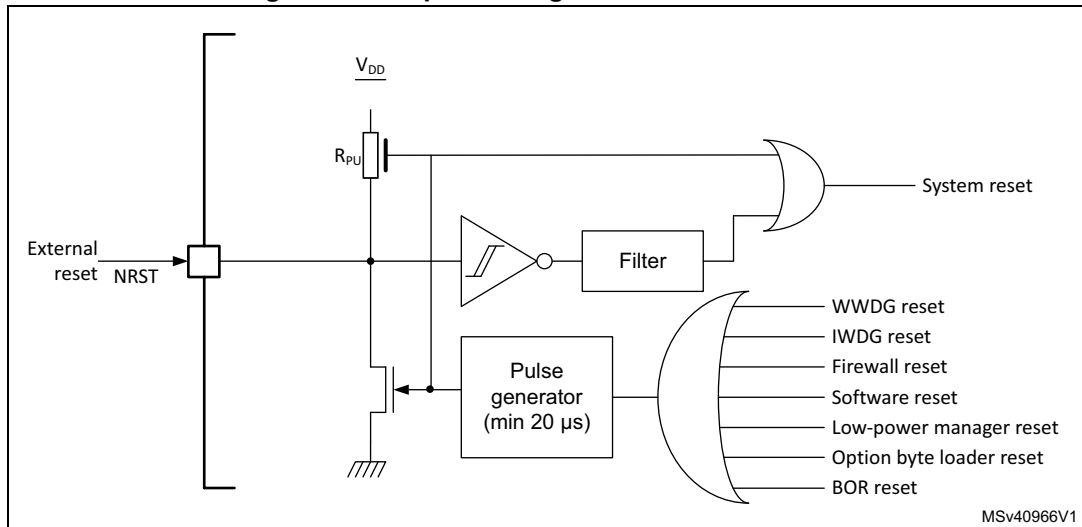 V_DD
R_PU
System reset
External
reset
NRST
Filter
WWDG reset
IWDG reset
Firewall reset
Pulse
generator
(min 20 µs)
Software reset
Low-power manager reset
Option byte loader reset
BOR reset
MSv40966V1